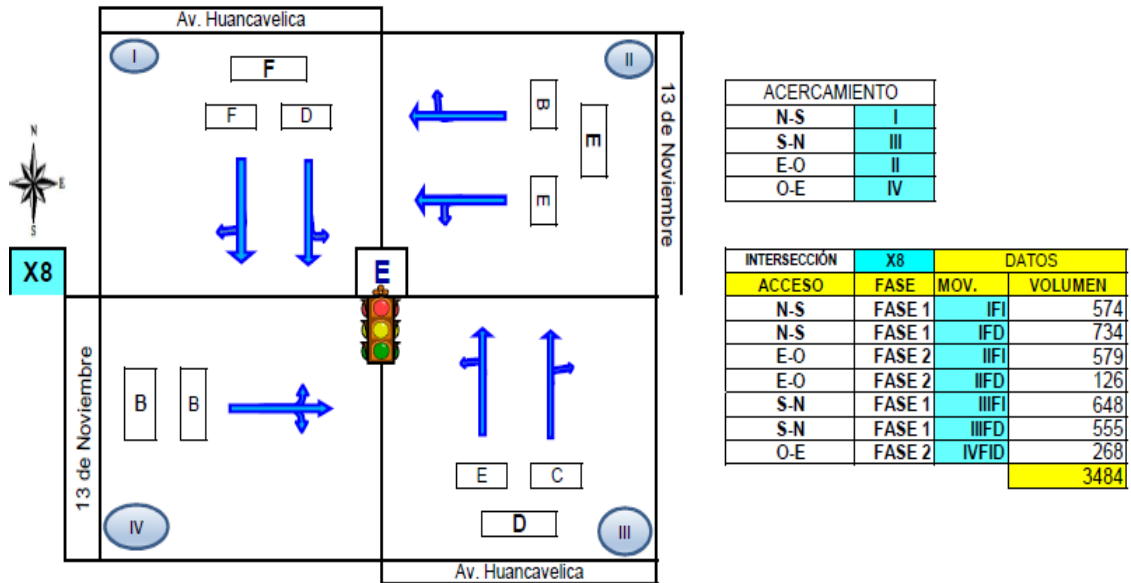 Av. Huancavelica
I
F
F
D
II
B
E
E
13 de Noviembre
N
E
S
X8
E
13 de Noviembre
B
B
IV
E
C
D
III
Av. Huancavelica
ACERCAMIENTO
N-S I
S-N III
E-O II
O-E IV
INTERSECCIÓN X8 DATOS
ACCESO FASE MOV. VOLUMEN
N-S FASE 1 IFI 574
N-S FASE 1 IFD 734
E-O FASE 2 IIFI 579
E-O FASE 2 IIFD 126
S-N FASE 1 IIIFI 648
S-N FASE 1 IIIFD 555
O-E FASE 2 IVFID 268
3484